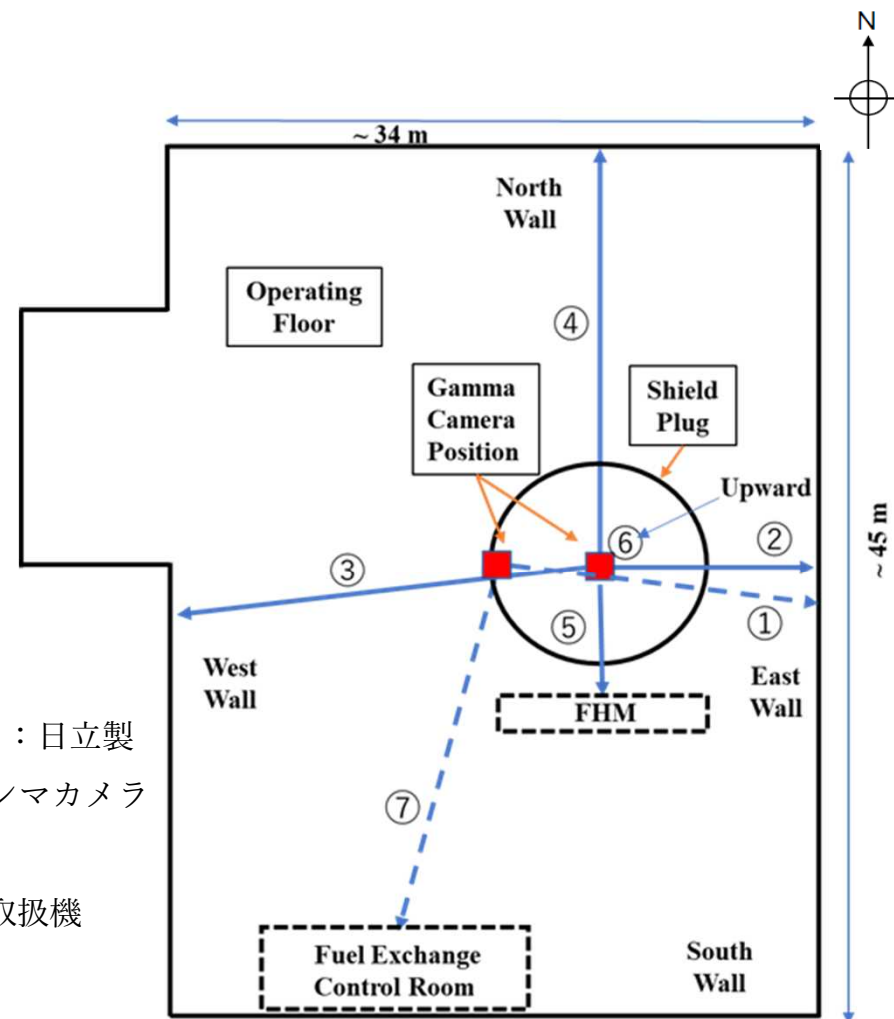 N
~ 34 m
North
Wall
Operating
Floor
④
Gamma
Camera
Position
Shield
Plug
Upward
⑥
②
③
~ 45 m
⑤
①
West
Wall
East
Wall
FHM
：日立製
ンマカメラ
⑦
取扱機
Fuel Exchange
Control Room
South
Wall